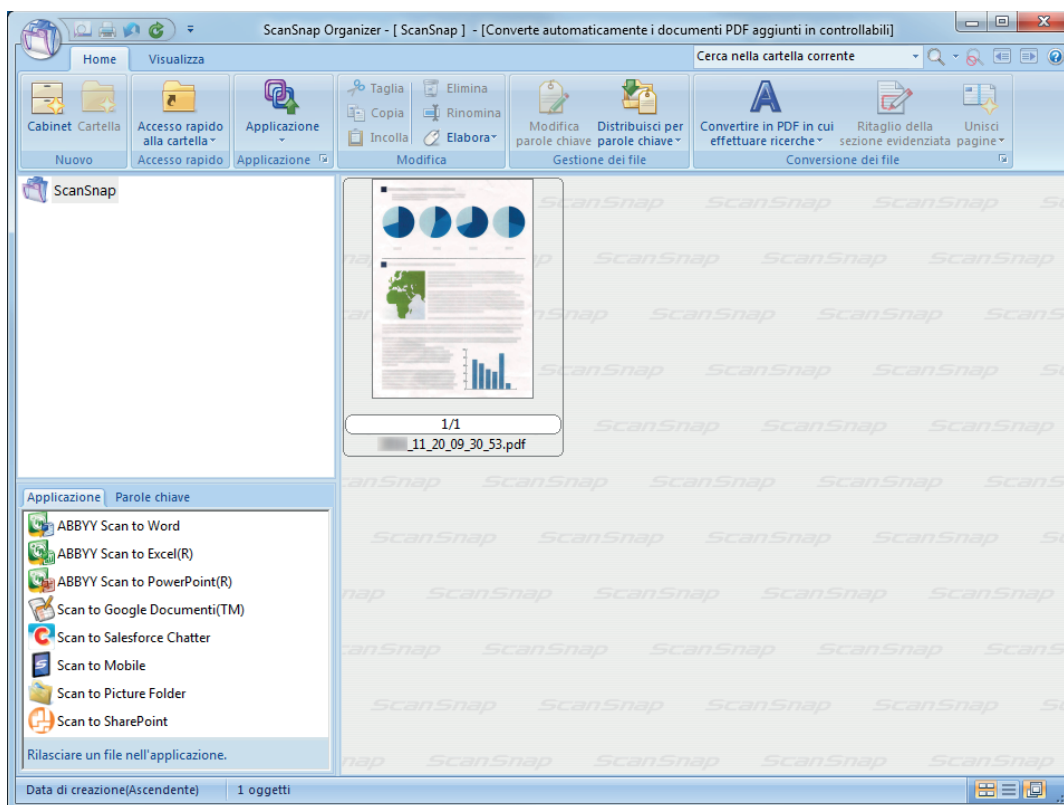 ScanSnap Organizer - [ ScanSnap ] - [Converte automaticamente i documenti PDF aggiunti in controllabili]
Home Visualizza
Cerca nella cartella corrente
Cabinet Cartella
Nuovo
Accesso rapido
alla cartella
Accesso rapido
Applicazione
Applicazione
Taglia
Copia
Incolla
Elimina
Rinomina
Elabora
Modifica
Modifica
parole chiave
Distribuisci per
parole chiave
Gestione dei file
Convertire in PDF in cui
effettuare ricerche
Ritaglio della
sezione evidenziata
Unisci
pagine
Conversione dei file
ScanSnap
1/1
_11_20_09_30_53.pdf
Applicazione Parole chiave
ABBYY Scan to Word
ABBYY Scan to Excel(R)
ABBYY Scan to PowerPoint(R)
Scan to Google Documenti(TM)
Scan to Salesforce Chatter
Scan to Mobile
Scan to Picture Folder
Scan to SharePoint
Rilasciare un file nell'applicazione.
Data di creazione(Ascendente) 1 oggetti